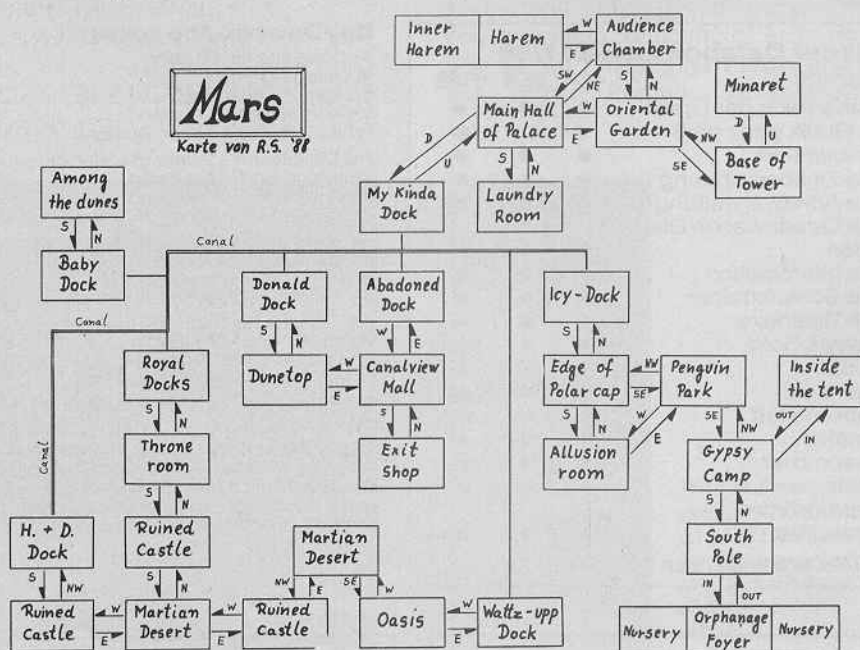 Inner
Harem
Harem
W
E
Audience
Chamber
SW
NE
S
N
Minaret
Mars
Karte von R.S. '88
Main Hall
of Palace
W
E
Oriental
Garden
D
U
NW
SE
Base of
Tower
D
U
S
N
Among
the dunes
My Kinda
Dock
Laundry
Room
S
N
Canal
Baby
Dock
Donald
Dock
Abadoned
Dock
Icy-Dock
Canal
S
N
W
E
S
N
Royal
Docks
Dunetop
W
E
Canalview
Mall
Edge of
Polar cap
NW
SE
Penguin
Park
Inside
the tent
S
N
S
N
S
N
W
E
SE
NW
OUT
IN
Throne
room
Exit
Shop
Allusion
room
Gypsy
Camp
Canal
S
N
S
N
H. + D.
Dock
Ruined
Castle
Martian
Desert
South
Pole
S
NW
S
N
NW
E
SE
W
IN
OUT
Ruined
Castle
W
E
Martian
Desert
W
E
Ruined
Castle
Oasis
W
E
Wattz-upp
Dock
Nursery
Orphanage
Foyer
Nursery